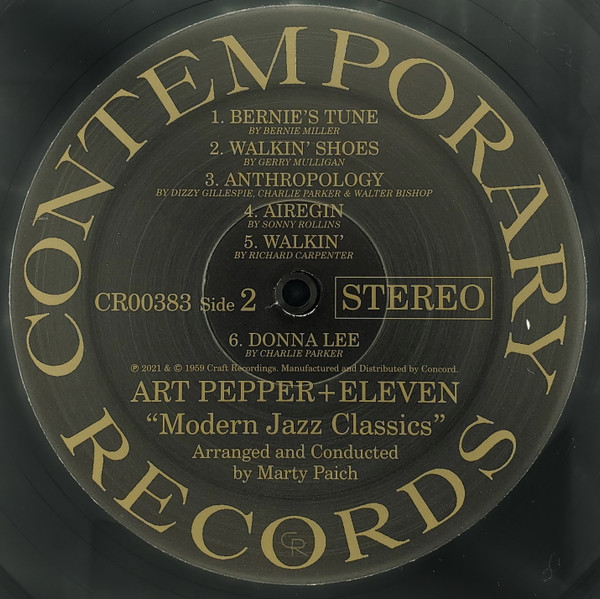 CONTEMPORARY
1. BERNIE'S TUNE
BY BERNIE MILLER
2. WALKIN' SHOES
BY GERRY MULLIGAN
3. ANTHROPOLOGY
BY DIZZY GILLESPIE, CHARLIE PARKER & WALTER BISHOP
4. AIREGIN
BY SONNY ROLLINS
5. WALKIN'
BY RICHARD CARPENTER
CR00383 Side 2 STEREO
6. DONNA LEE
BY CHARLIE PARKER
℗ 2021 & © 1959 Craft Recordings. Manufactured and Distributed by Concord.
ART PEPPER+ELEVEN
“Modern Jazz Classics”
Arranged and Conducted
by Marty Paich
RECORDS
CR